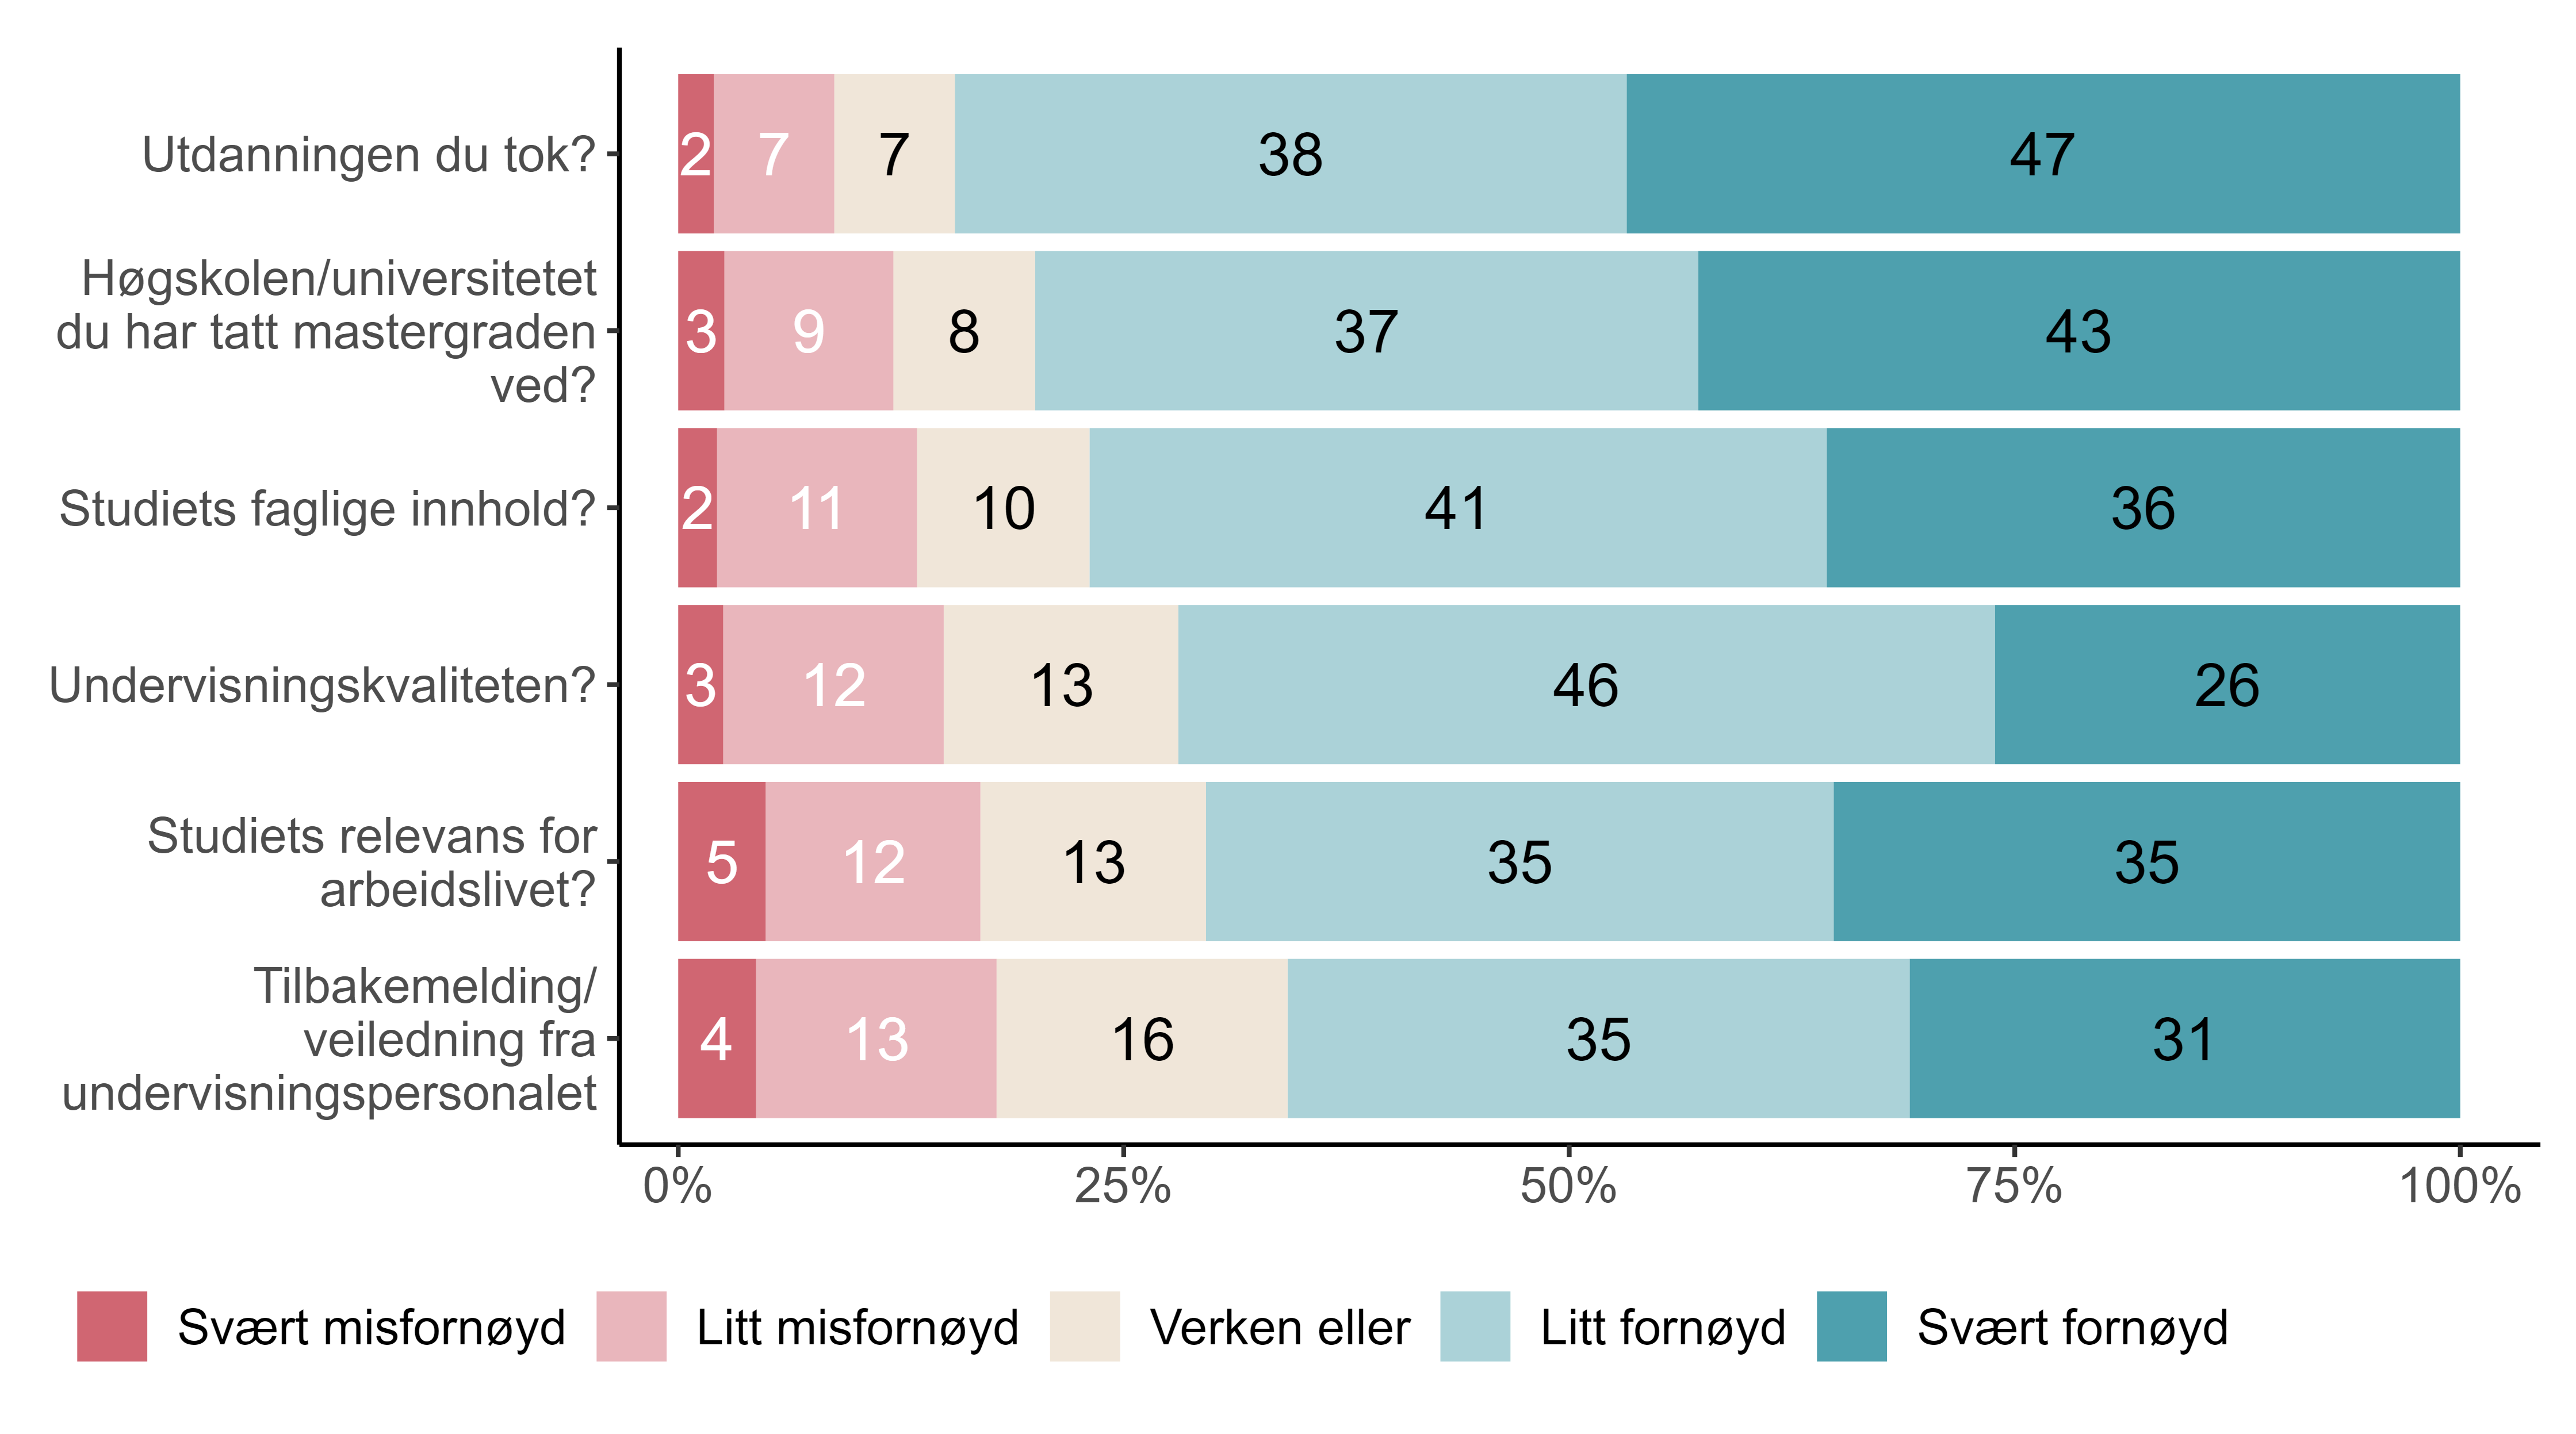 Utdanningen du tok?
2 7 7 38 47
Høgskolen/universitetet
du har tatt mastergraden
ved?
3 9 8 37 43
Studiets faglige innhold?
2 11 10 41 36
Undervisningskvaliteten?
3 12 13 46 26
Studiets relevans for
arbeidslivet?
5 12 13 35 35
Tilbakemelding/
veiledning fra
undervisningspersonalet
4 13 16 35 31
0% 25% 50% 75% 100%
Svært misfornøyd Litt misfornøyd Verken eller Litt fornøyd Svært fornøyd